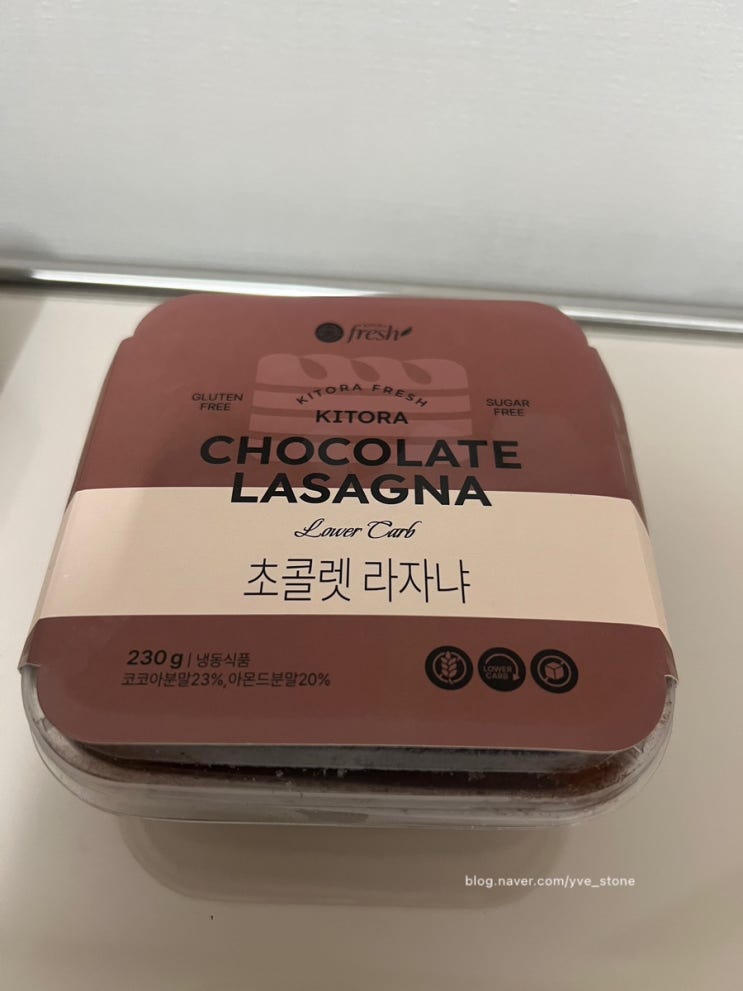 fresh
GLUTEN FREE
SUGAR FREE
KITORA FRESH
KITORA
CHOCOLATE
LASAGNA
Lower Carb
초콜렛 라자냐
230 g | 냉동식품
코코아분말23%, 아몬드분말20%
LOWER CARB
blog.naver.com/yve_stone